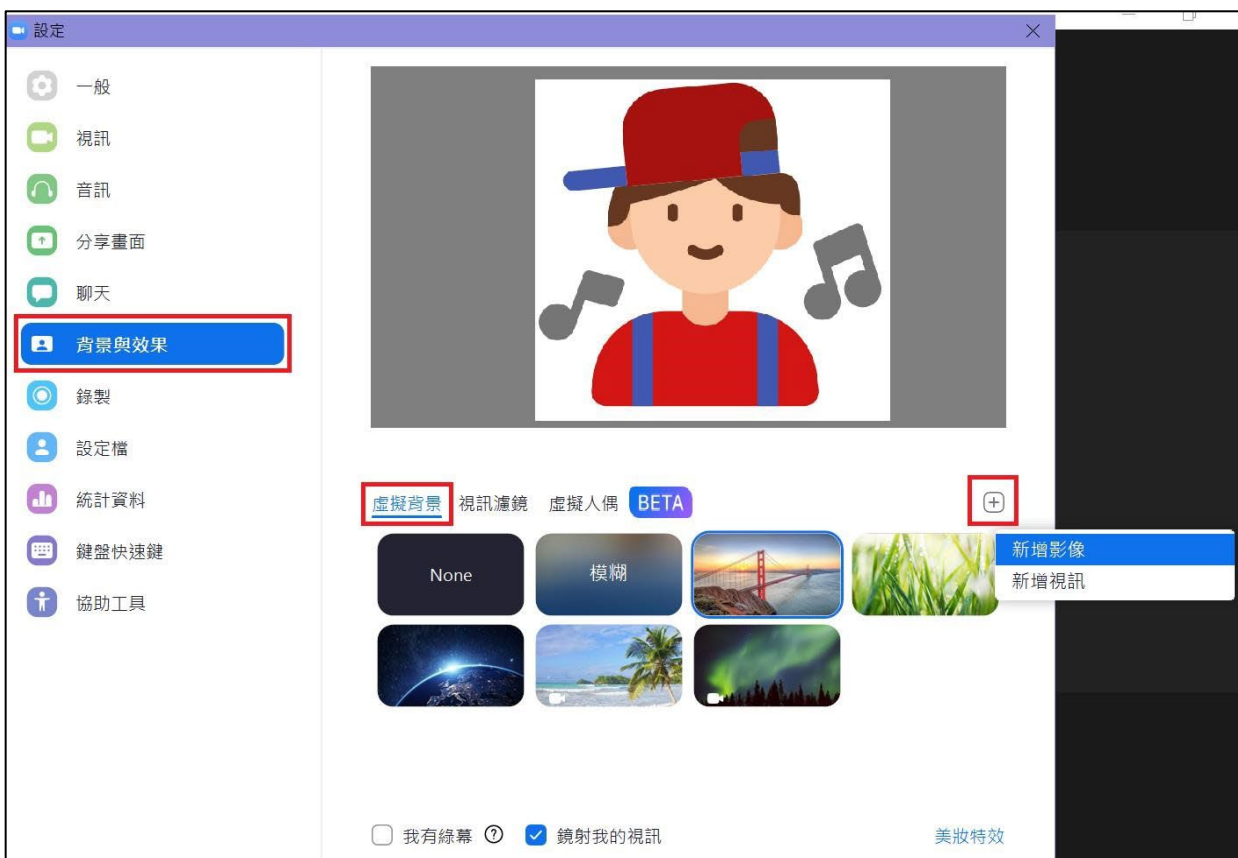 設定
一般
視訊
音訊
分享畫面
聊天
背景與效果
錄製
設定檔
統計資料
鍵盤快速鍵
協助工具
虛擬背景 視訊濾鏡 虛擬人偶 BETA
新增影像
新增視訊
None
模糊
我有綠幕 ? 鏡射我的視訊 美妝特效